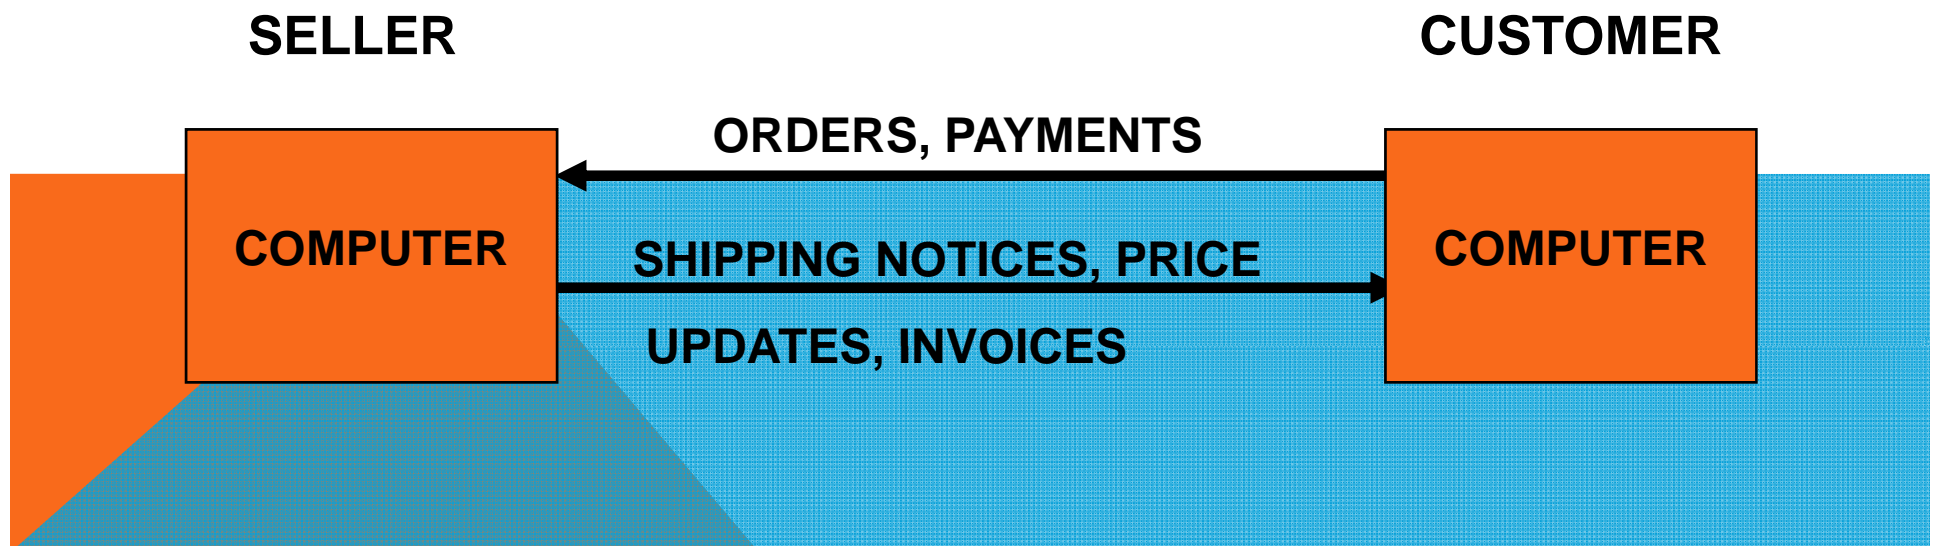 SELLER
CUSTOMER
ORDERS, PAYMENTS
COMPUTER
SHIPPING NOTICES, PRICE
UPDATES, INVOICES
COMPUTER